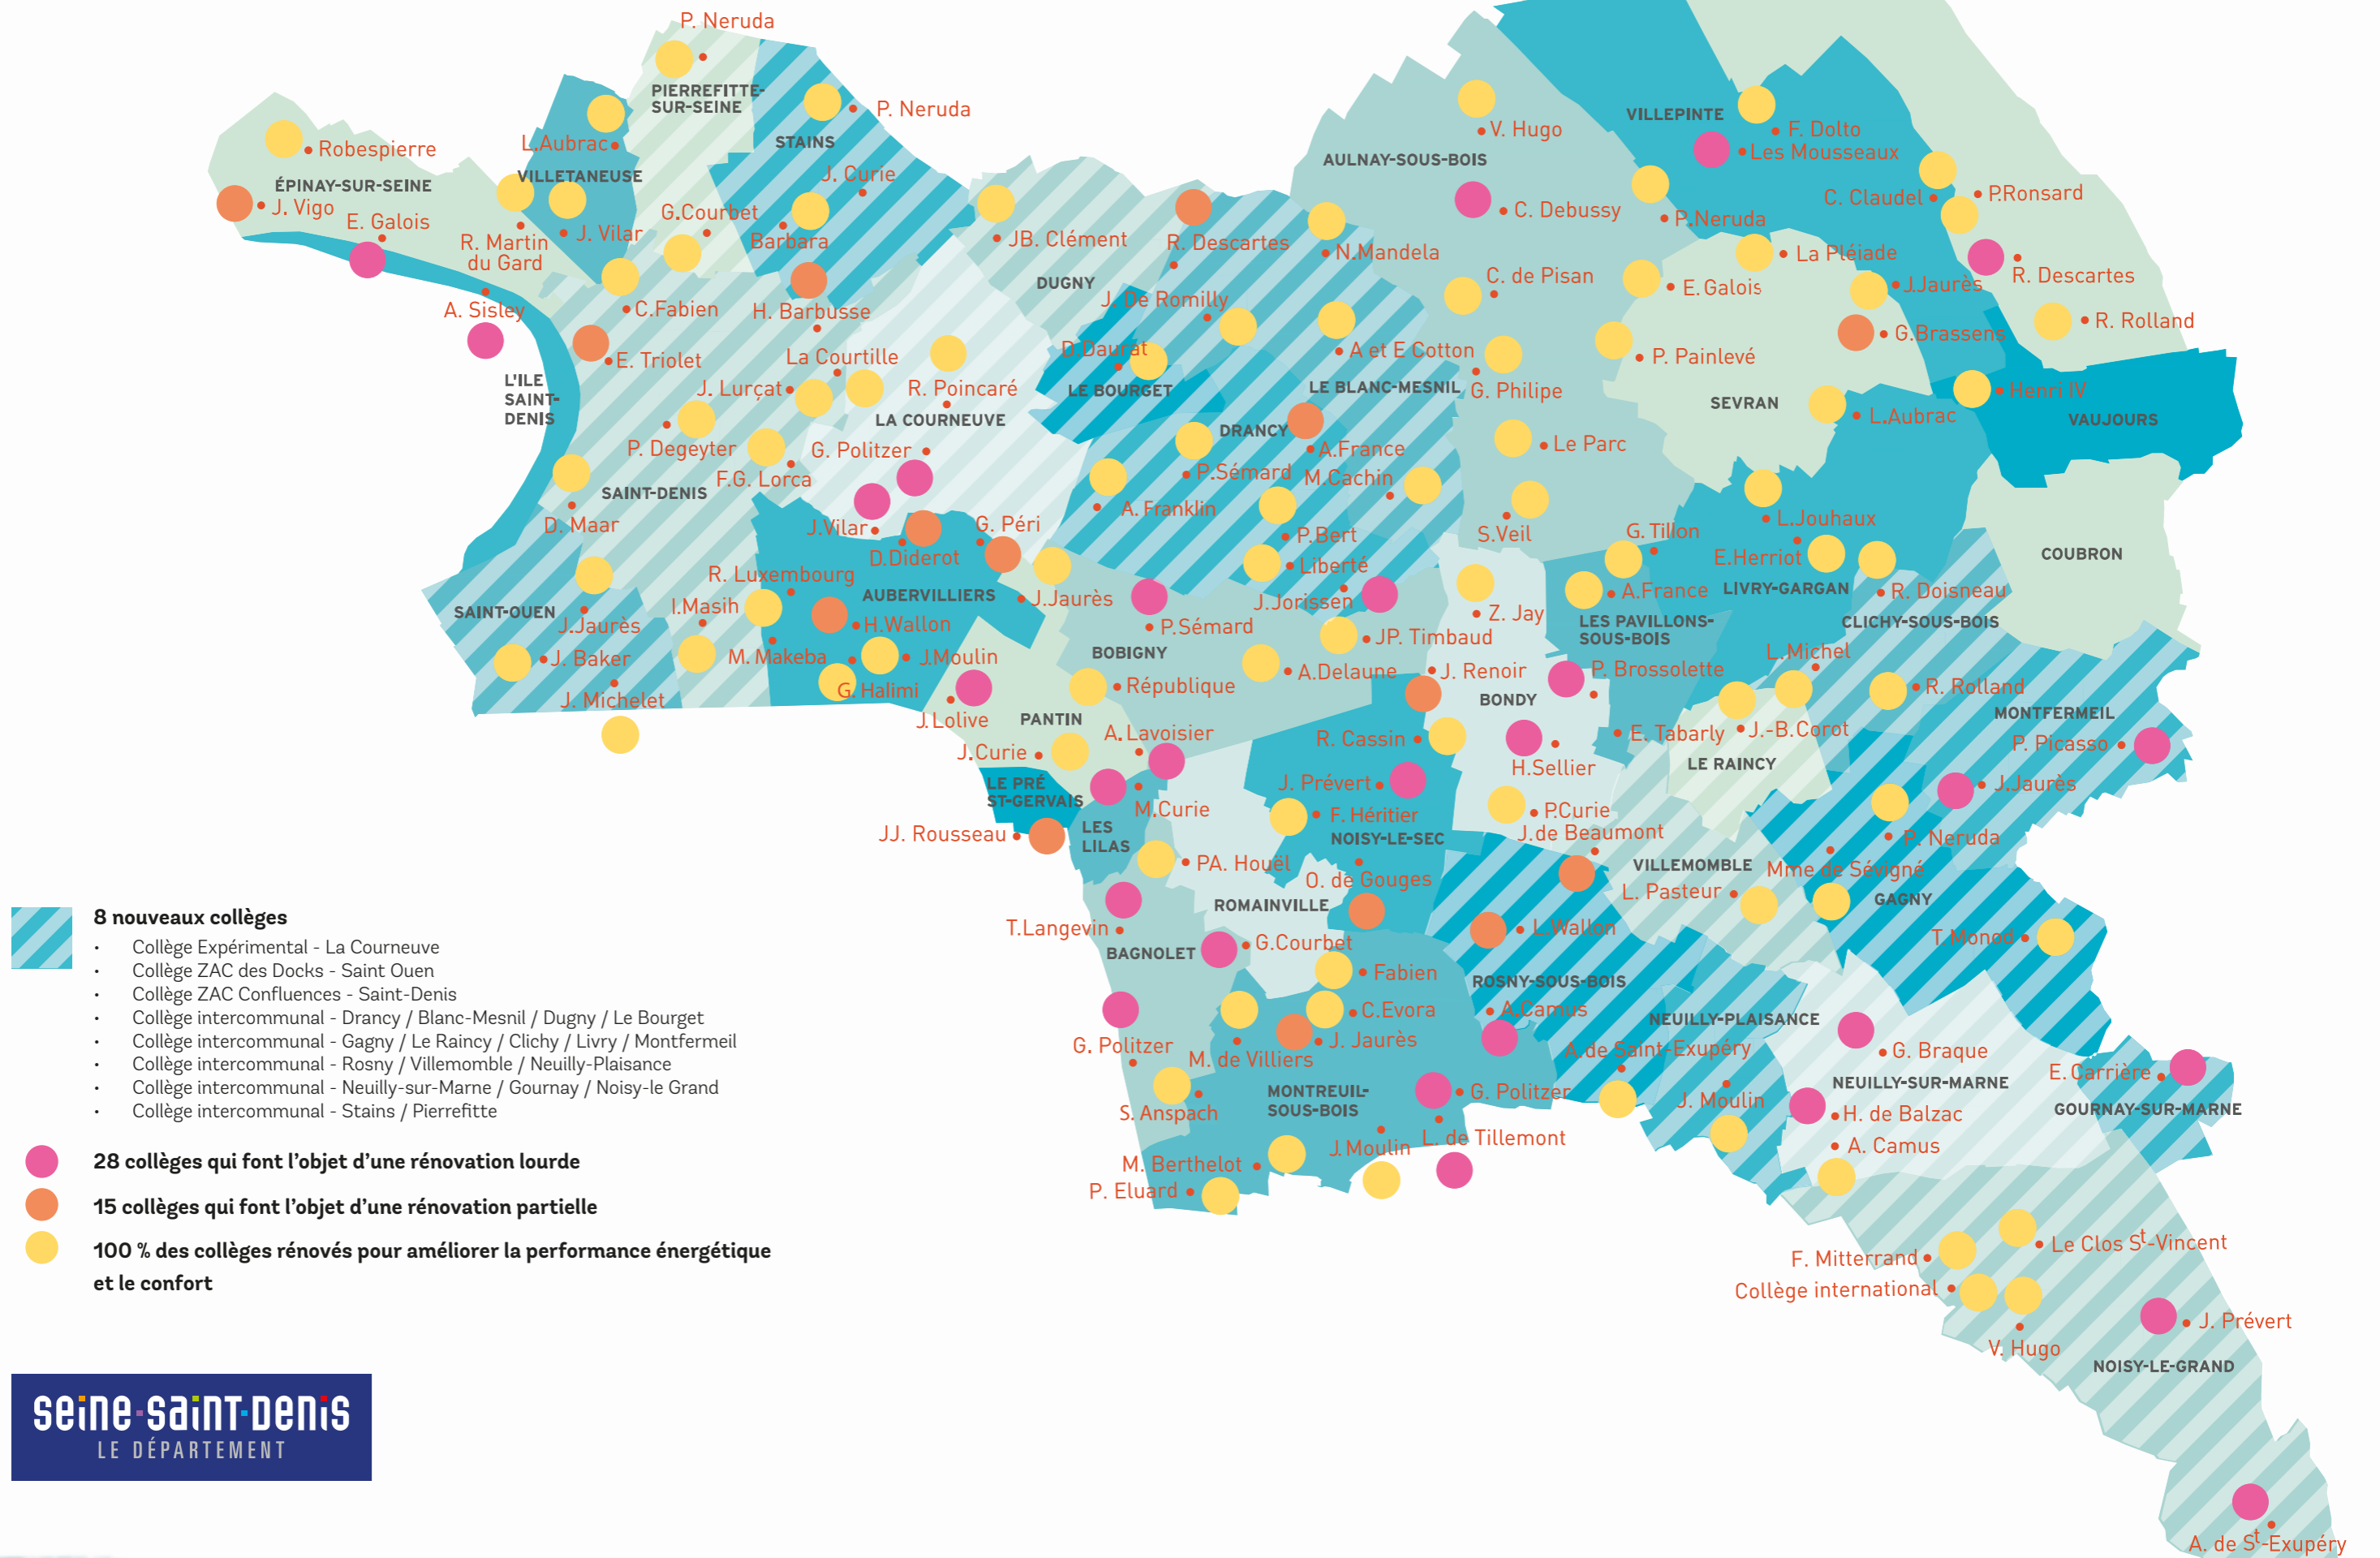 P. Neruda
PIERREFITTE-
SUR-SEINE
P. Neruda
STAINS
L.Aubrac
VILLETANEUSE
Robespierre
ÉPINAY-SUR-SEINE
J. Vigo
E. Galois
R. Martin
du Gard
J. Vilar
G.Courbet
J. Curie
Barbara
A. Sisley
C.Fabien
H. Barbusse
E. Triolet
La Courtille
J. Lurçat
R. Poincaré
L'ILE
SAINT-
DENIS
LA COURNEUVE
P. Degeyter
G. Politzer
F.G. Lorca
SAINT-DENIS
D. Maar
J.Vilar
D.Diderot
G. Péri
R. Luxembourg
AUBERVILLIERS
J.Jaurès
SAINT-OUEN
J.Jaurès
I.Masih
H.Wallon
J. Baker
M. Makeba
J.Moulin
G. Halimi
J. Michelet
J.Lolive
JB. Clément
DUGNY
R. Descartes
N.Mandela
J. De Romilly
D.Daurat
LE BOURGET
A et E Cotton
LE BLANC-MESNIL
DRANCY
A.France
P.Sémard
M.Cachin
A. Franklin
P.Bert
Liberté
J.Jorissen
P.Sémard
BOBIGNY
JP. Timbaud
A.Delaune
République
PANTIN
J.Curie
A.Lavoisier
LE PRÉ
ST-GERVAIS
M.Curie
JJ. Rousseau
LES
LILAS
V. Hugo
AULNAY-SOUS-BOIS
C. Debussy
C. de Pisan
G. Philipe
Le Parc
S.Veil
VILLEPINTE
F. Dolto
Les Mousseaux
P.Neruda
C. Claudel
P.Ronsard
La Pléiade
R. Descartes
E. Galois
J.Jaurès
G.Brassens
R. Rolland
P. Painlevé
SEVRAN
L.Aubrac
Henri IV
VAUJOURS
L.Jouhaux
G. Tillon
E.Herriot
COUBRON
A.France
LIVRY-GARGAN
R. Doisneau
LES PAVILLONS-
SOUS-BOIS
CLICHY-SOUS-BOIS
Z. Jay
J. Renoir
P. Brossolette
L.Michel
R. Rolland
BONDY
MONTFERMEIL
R. Cassin
E. Tabarly
J.-B.Corot
P. Picasso
H.Sellier
LE RAINCY
J. Prévert
J.Jaurès
P.Curie
F. Héritier
NOISY-LE-SEC
J.de Beaumont
P. Neruda
PA. Houël
O. de Gouges
VILLEMOMBLE
Mme de Sévigné
L. Pasteur
GAGNY
ROMAINVILLE
T.Langevin
L.Wallon
T.Monod
BAGNOLET
G.Courbet
Fabien
ROSNY-SOUS-BOIS
C.Evora
A.Camus
NEUILLY-PLAISANCE
G. Politzer
M. de Villiers
J. Jaurès
A.de Saint-Exupéry
G. Braque
E. Carrière
MONTREUIL-
SOUS-BOIS
G. Politzer
J. Moulin
NEUILLY-SUR-MARNE
GOURNAY-SUR-MARNE
S. Anspach
H. de Balzac
L. de Tillemont
J.Moulin
A. Camus
M. Berthelot
P. Eluard
Le Clos St-Vincent
F. Mitterrand
Collège international
V. Hugo
J. Prévert
NOISY-LE-GRAND
A. de St-Exupéry
8 nouveaux collèges
• Collège Expérimental - La Courneuve
• Collège ZAC des Docks - Saint Ouen
• Collège ZAC Confluences - Saint-Denis
• Collège intercommunal - Drancy / Blanc-Mesnil / Dugny / Le Bourget
• Collège intercommunal - Gagny / Le Raincy / Clichy / Livry / Montfermeil
• Collège intercommunal - Rosny / Villemomble / Neuilly-Plaisance
• Collège intercommunal - Neuilly-sur-Marne / Gournay / Noisy-le Grand
• Collège intercommunal - Stains / Pierrefitte
28 collèges qui font l'objet d'une rénovation lourde
15 collèges qui font l'objet d'une rénovation partielle
100 % des collèges rénovés pour améliorer la performance énergétique
et le confort
seine-saint-denis
LE DÉPARTEMENT